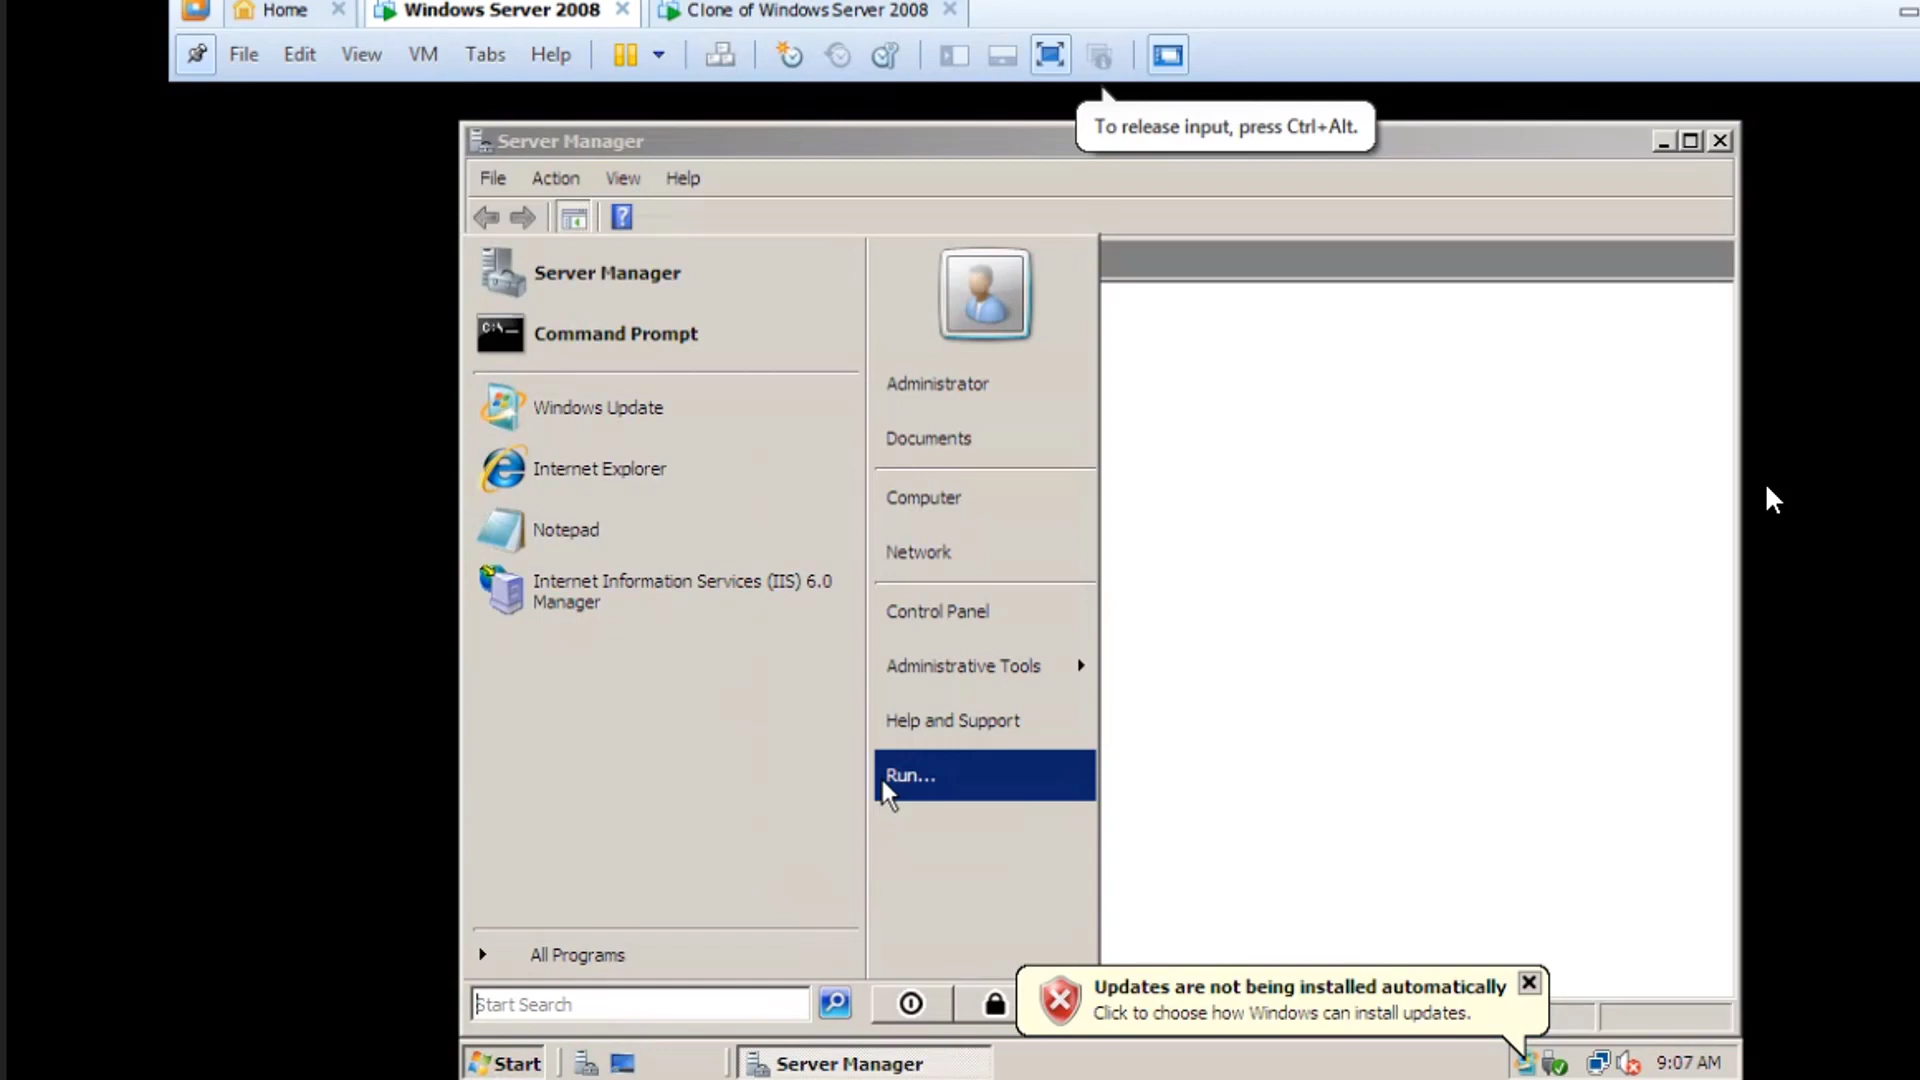 Home
Windows Server 2008
Clone of Windows Server 2008
File Edit View VM Tabs Help
To release input, press Ctrl+Alt.
Server Manager
File Action View Help
Server Manager
Command Prompt
Windows Update
Internet Explorer
Notepad
Internet Information Services (IIS) 6.0
Manager
All Programs
Start Search
Administrator
Documents
Computer
Network
Control Panel
Administrative Tools
Help and Support
Run...
Updates are not being installed automatically
Click to choose how Windows can install updates.
Start
Server Manager
9:07 AM